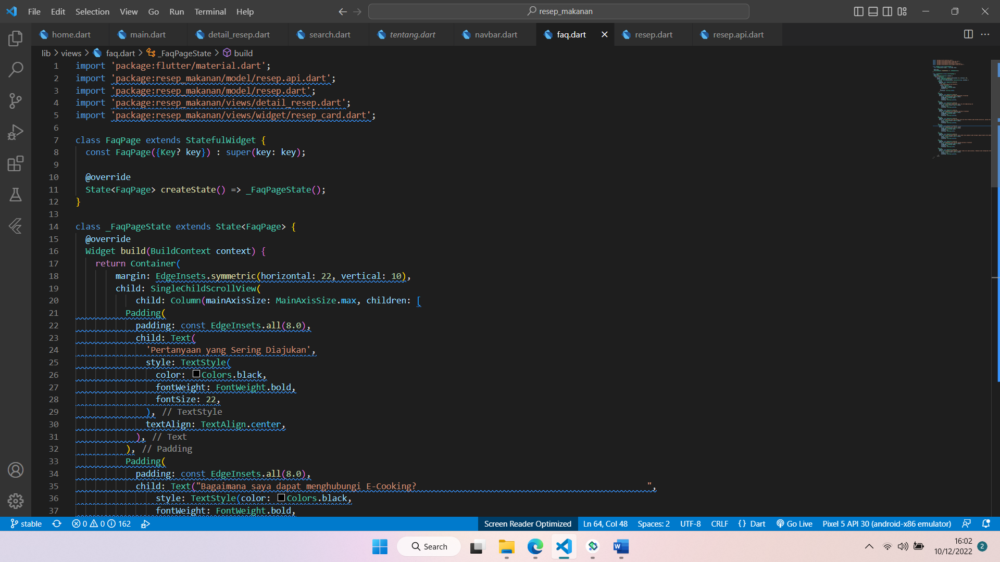 File Edit Selection View Go Run Terminal Help
resep_makanan
home.dart main.dart detail_resep.dart search.dart tentang.dart navbar.dart faq.dart resep.dart resep.api.dart
lib > views > faq.dart > _FaqPageState > build
1 import 'package:flutter/material.dart';
2 import 'package:resep_makanan/model/resep.api.dart';
3 import 'package:resep_makanan/model/resep.dart';
4 import 'package:resep_makanan/views/detail_resep.dart';
5 import 'package:resep_makanan/views/widget/resep_card.dart';
6
7 class FaqPage extends StatefulWidget {
8 const FaqPage({Key? key}) : super(key: key);
9
10 @override
11 State<FaqPage> createState() => _FaqPageState();
12 }
13
14 class _FaqPageState extends State<FaqPage> {
15 @override
16 Widget build(BuildContext context) {
17 return Container(
18 margin: EdgeInsets.symmetric(horizontal: 22, vertical: 10),
19 child: SingleChildScrollView(
20 child: Column(mainAxisSize: MainAxisSize.max, children: [
21 Padding(
22 padding: const EdgeInsets.all(8.0),
23 child: Text(
24 'Pertanyaan yang Sering Diajukan',
25 style: TextStyle(
26 color: Colors.black,
27 fontWeight: FontWeight.bold,
28 fontSize: 22,
29 ), // TextStyle
30 textAlign: TextAlign.center,
31 ), // Text
32 ), // Padding
33 Padding(
34 padding: const EdgeInsets.all(8.0),
35 child: Text("Bagaimana saya dapat menghubungi E-Cooking? ",
36 style: TextStyle(color: Colors.black,
37 fontWeight: FontWeight.bold,
stable 0 0 162 Screen Reader Optimized Ln 64, Col 48 Spaces: 2 UTF-8 CRLF {} Dart Go Live Pixel 5 API 30 (android-x86 emulator)
Search
16:02
10/12/2022
2